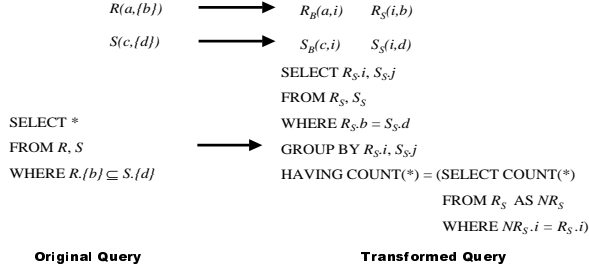 R(a,{b}) R_B(a,i) R_S(i,b)
S(c,{d}) S_B(c,i) S_S(i,d)
SELECT R_S.i, S_S.j
FROM R_S, S_S
SELECT * WHERE R_S.b = S_S.d
FROM R, S GROUP BY R_S.i, S_S.j
WHERE R.{b} ⊆ S.{d} HAVING COUNT(*) = (SELECT COUNT(*)
FROM R_S AS NR_S
WHERE NR_S.i = R_S.i)
Original Query Transformed Query